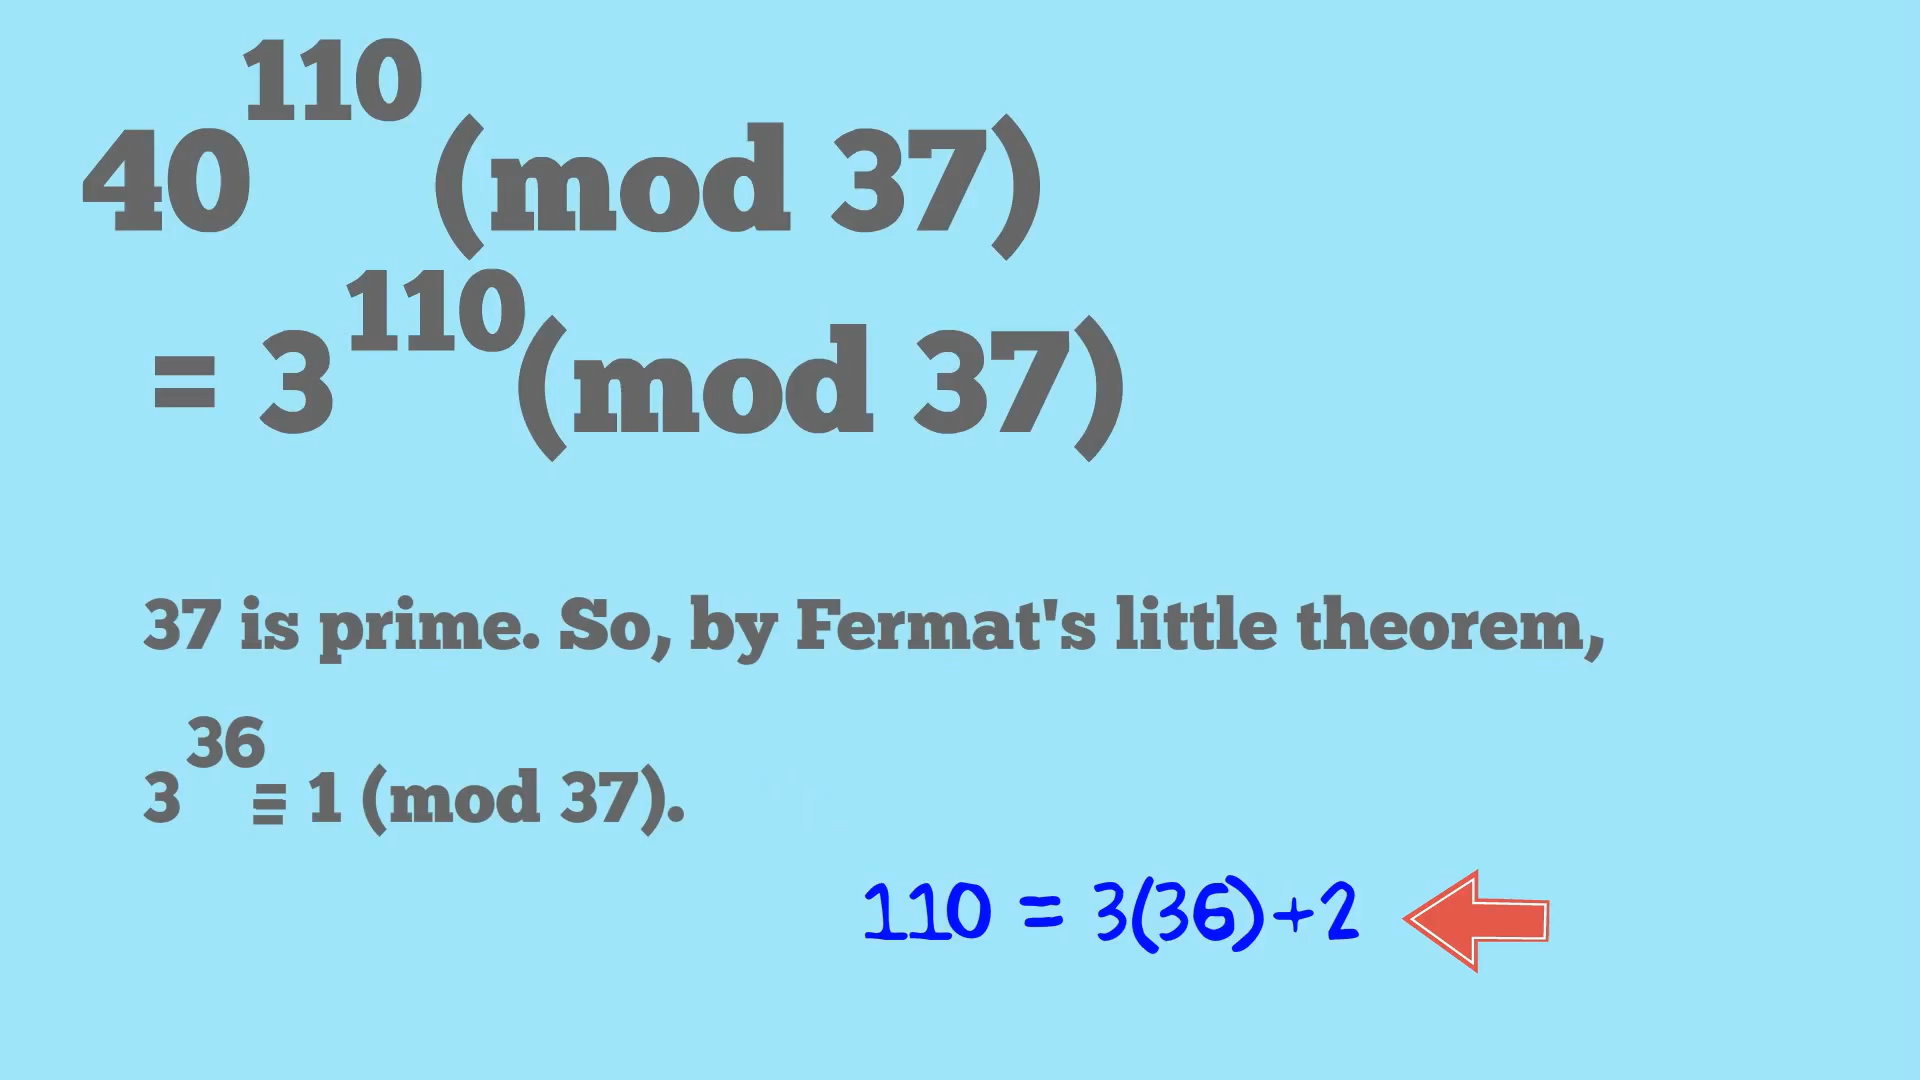 40^110 (mod 37)
= 3^110 (mod 37)
37 is prime. So, by Fermat's little theorem,
3^36 ≡ 1 (mod 37).
110 = 3(36)+2